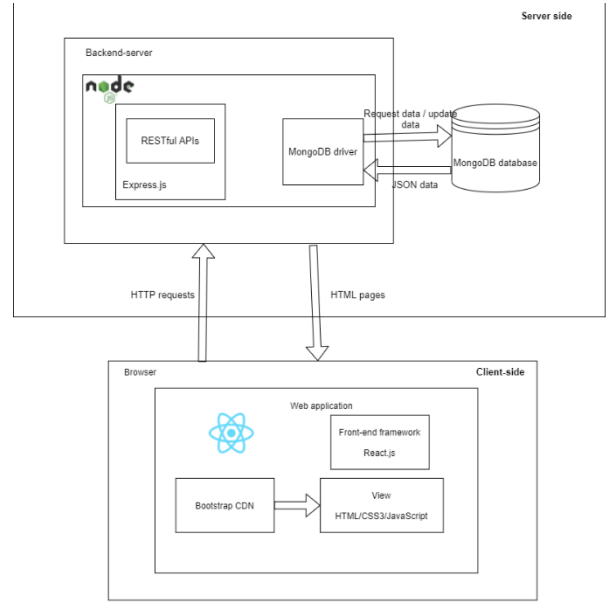 Server side
Backend-server
node
JS
RESTful APIs
Express.js
MongoDB driver
Request data / update
data
MongoDB database
JSON data
HTTP requests
HTML pages
Browser
Client-side
Web application
Front-end framework
React.js
Bootstrap CDN
View
HTML/CSS3/JavaScript